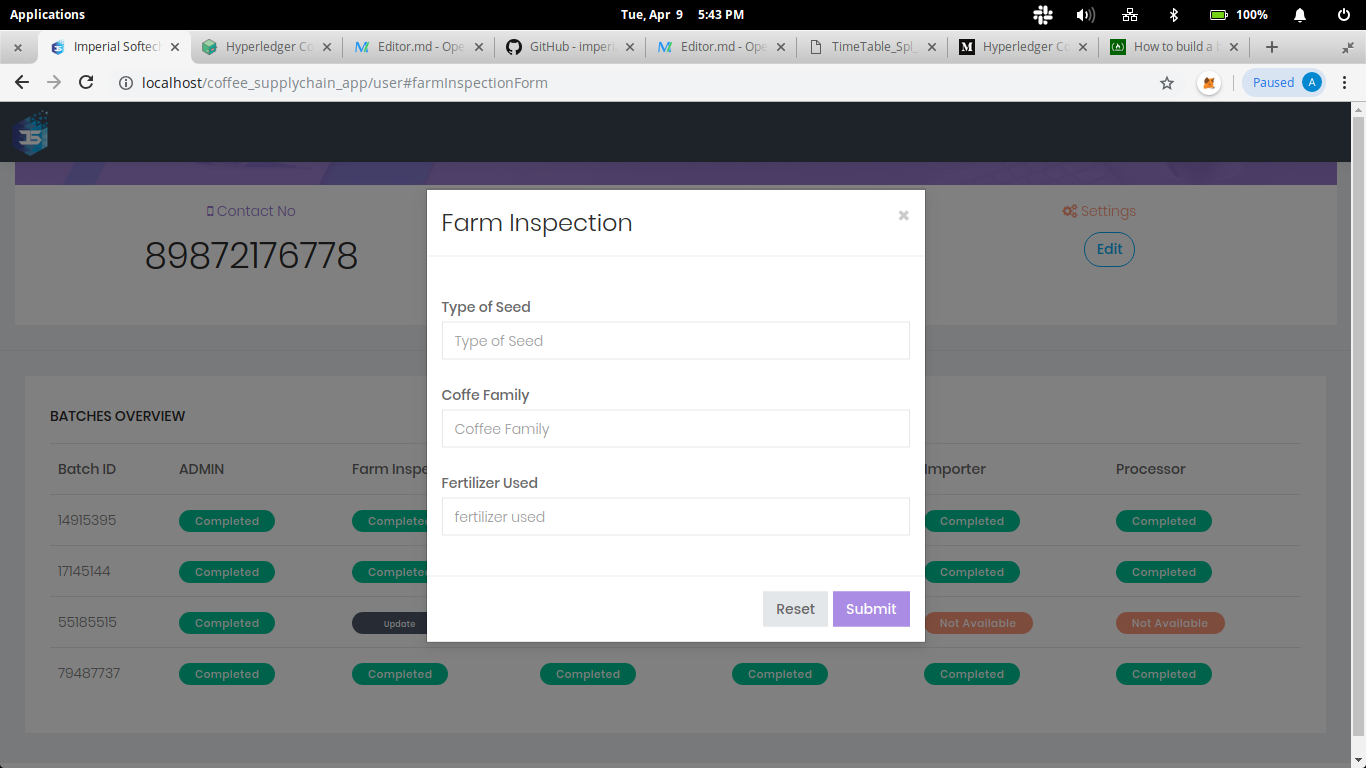 Applications
Tue, Apr 9 5:43 PM
100%
Imperial Softec
Hyperledger Co
Editor.md - Ope
GitHub - imperi
Editor.md - Ope
TimeTable_Spl_
Hyperledger Co
How to build a b
localhost/coffee_supplychain_app/user#farmInspectionForm
Paused A
Contact No
89872176778
Settings
Edit
Farm Inspection
Type of Seed
Type of Seed
Coffe Family
Coffee Family
Fertilizer Used
fertilizer used
Reset Submit
BATCHES OVERVIEW
Batch ID ADMIN Farm Inspe Importer Processor
14915395 Completed Complete Completed Completed
17145144 Completed Complete Completed Completed
55185515 Completed Update Not Available Not Available
79487737 Completed Completed Completed Completed Completed Completed